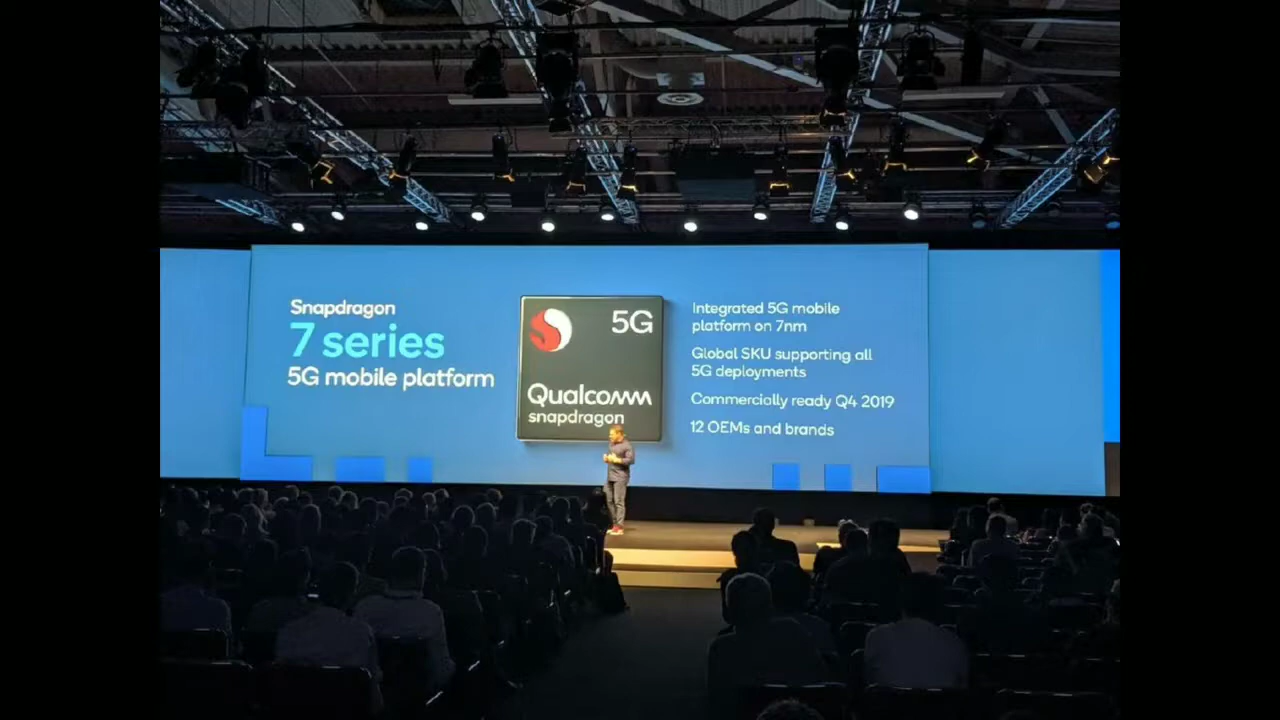 Snapdragon
7 series
5G mobile platform
5G
Qualcomm
snapdragon
Integrated 5G mobile
platform on 7nm
Global SKU supporting all
5G deployments
Commercially ready Q4 2019
12 OEMs and brands